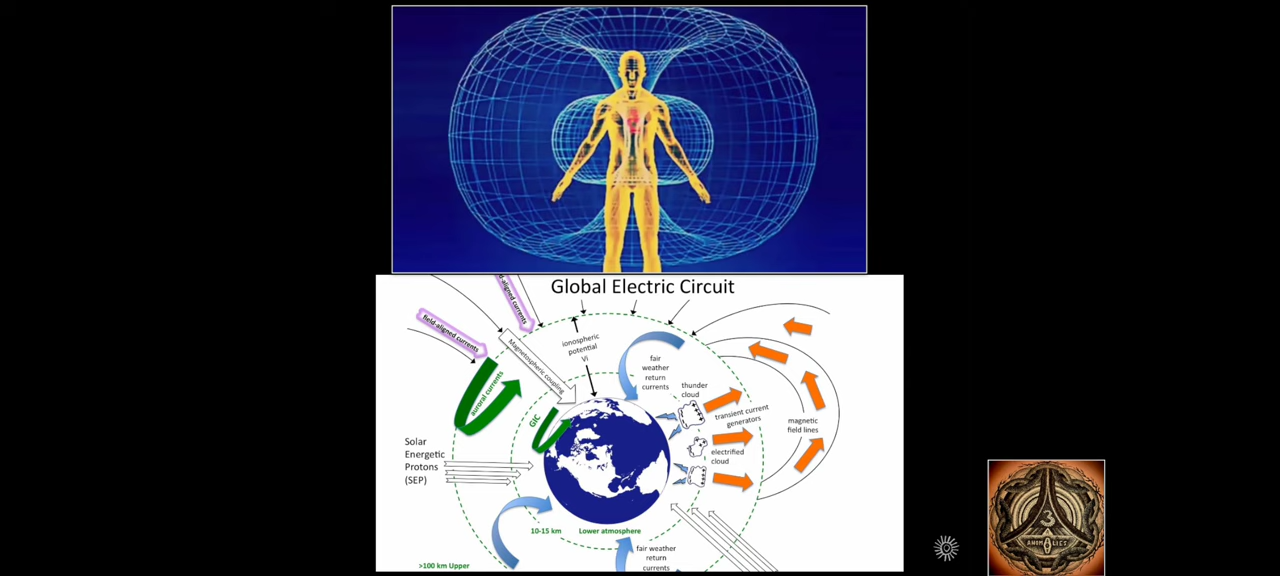 Global Electric Circuit
d-aligned currents
field-aligned currents
Magnetospheric coupling
ionospheric
potential
Vi
fair
weather
return
currents
thunder
cloud
transient current
generators
magnetic
field lines
auroral currents
GIC
electrified
cloud
Solar
Energetic
Protons
(SEP)
10-15 km
Lower atmosphere
fair weather
return
currents
>100 km Upper
3